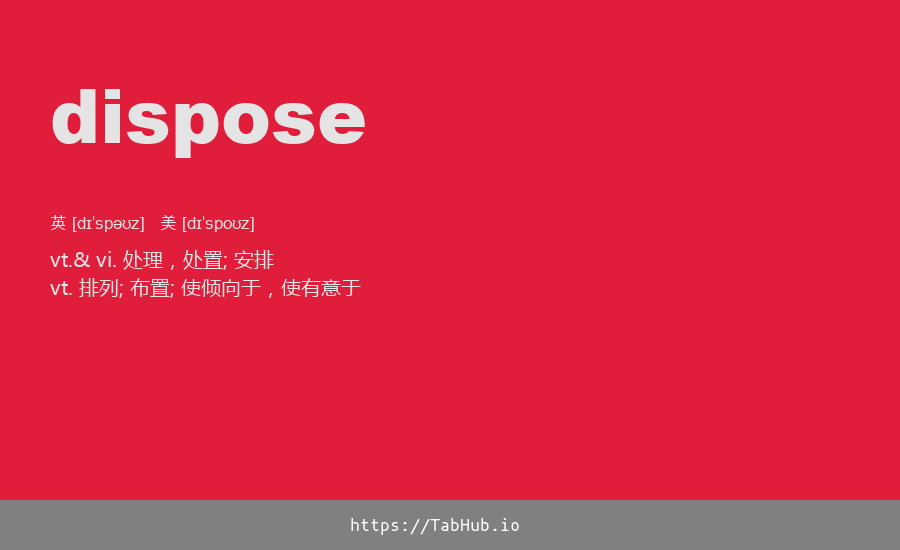 dispose
英 [dɪˈspəʊz] 美 [dɪˈspoʊz]
vt.& vi. 处理，处置; 安排
vt. 排列; 布置; 使倾向于，使有意于
https://TabHub.io